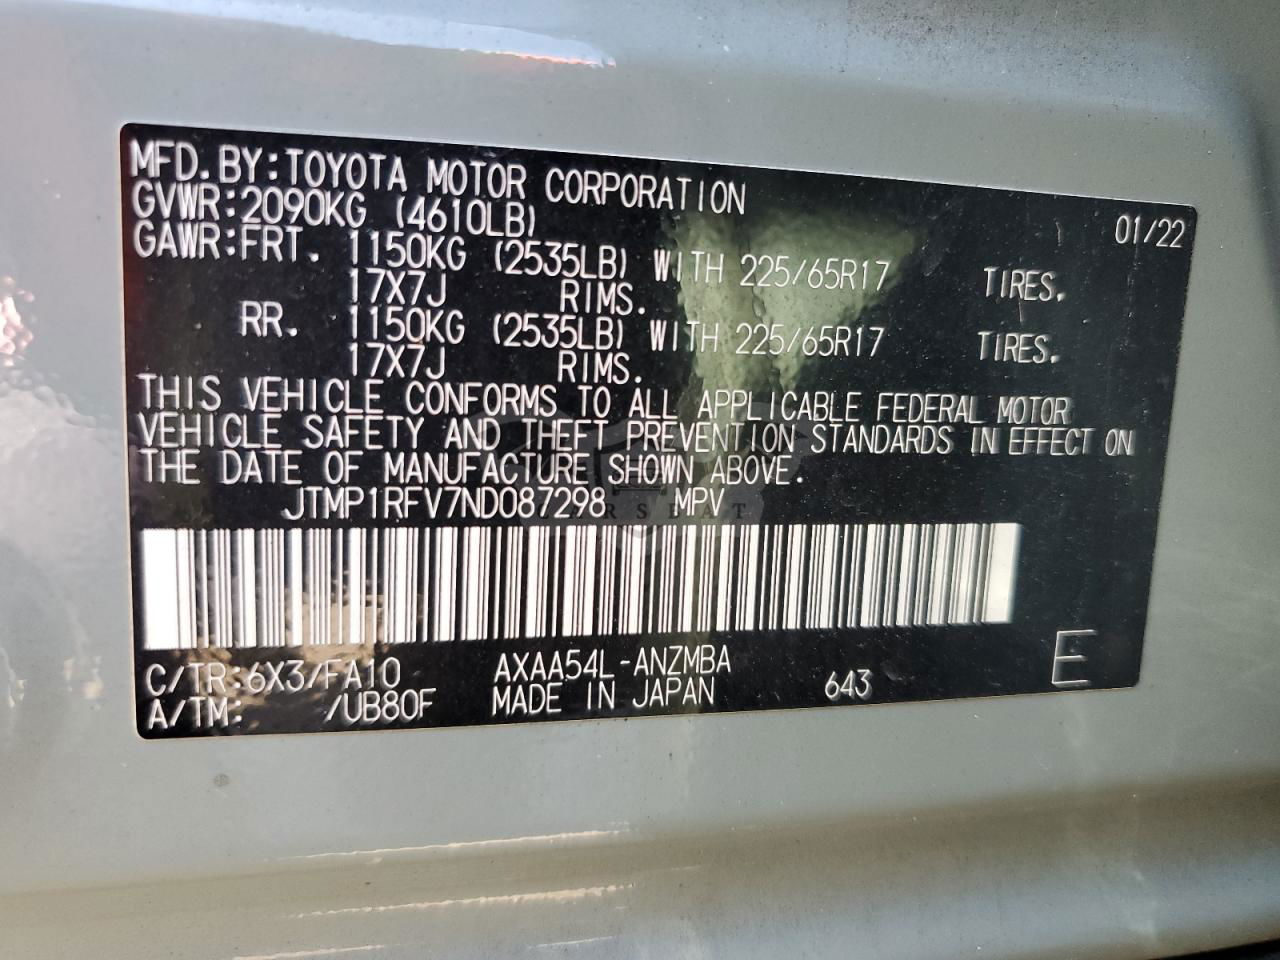 MFD.BY:TOYOTA MOTOR CORPORATION
GVWR:2090KG (4610LB) 01/22
GAWR:FRT. 1150KG (2535LB) WITH 225/65R17 TIRES.
17X7J RIMS.
RR. 1150KG (2535LB) WITH 225/65R17 TIRES.
17X7J RIMS.
THIS VEHICLE CONFORMS TO ALL APPLICABLE FEDERAL MOTOR
VEHICLE SAFETY AND THEFT PREVENTION STANDARDS IN EFFECT ON
THE DATE OF MANUFACTURE SHOWN ABOVE.
JTMP1RFV7ND087298 MPV
C/TR:6X3/FA10 AXAA54L-ANZMBA
A/TM: /UB80F MADE IN JAPAN 643 E